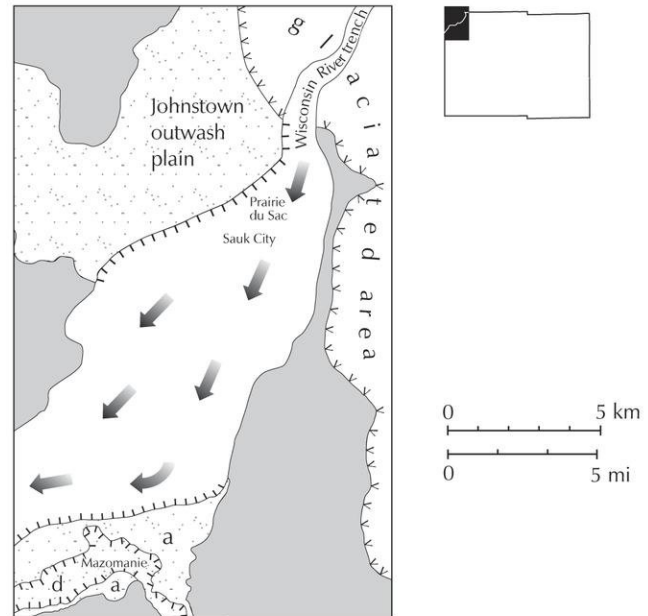 Johnstown
outwash
plain
Wisconsin River trench
glaciated area
Prairie
du Sac
Sauk City
a
Mazomanie
d
a
0 5 km
0 5 mi